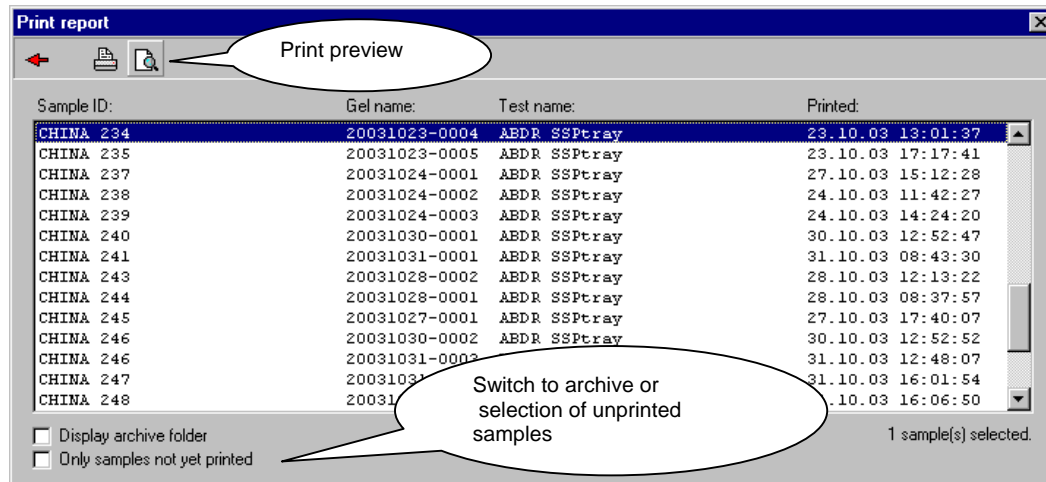 Print report
Print preview
Sample ID: Gel name: Test name: Printed:
CHINA 234 20031023-0004 ABDR SSPtray 23.10.03 13:01:37
CHINA 235 20031023-0005 ABDR SSPtray 23.10.03 17:17:41
CHINA 237 20031024-0001 ABDR SSPtray 27.10.03 15:12:28
CHINA 238 20031024-0002 ABDR SSPtray 24.10.03 11:42:27
CHINA 239 20031024-0003 ABDR SSPtray 24.10.03 14:24:20
CHINA 240 20031030-0001 ABDR SSPtray 30.10.03 12:52:47
CHINA 241 20031031-0001 ABDR SSPtray 31.10.03 08:43:30
CHINA 243 20031028-0002 ABDR SSPtray 28.10.03 12:13:22
CHINA 244 20031028-0001 ABDR SSPtray 28.10.03 08:37:57
CHINA 245 20031027-0001 ABDR SSPtray 27.10.03 17:40:07
CHINA 246 20031030-0002 ABDR SSPtray 30.10.03 12:52:52
CHINA 246 31.10.03 12:48:07
CHINA 247 31.10.03 16:01:54
CHINA 248 .10.03 16:06:50
Switch to archive or
selection of unprinted
samples
Display archive folder
Only samples not yet printed
1 sample(s) selected.